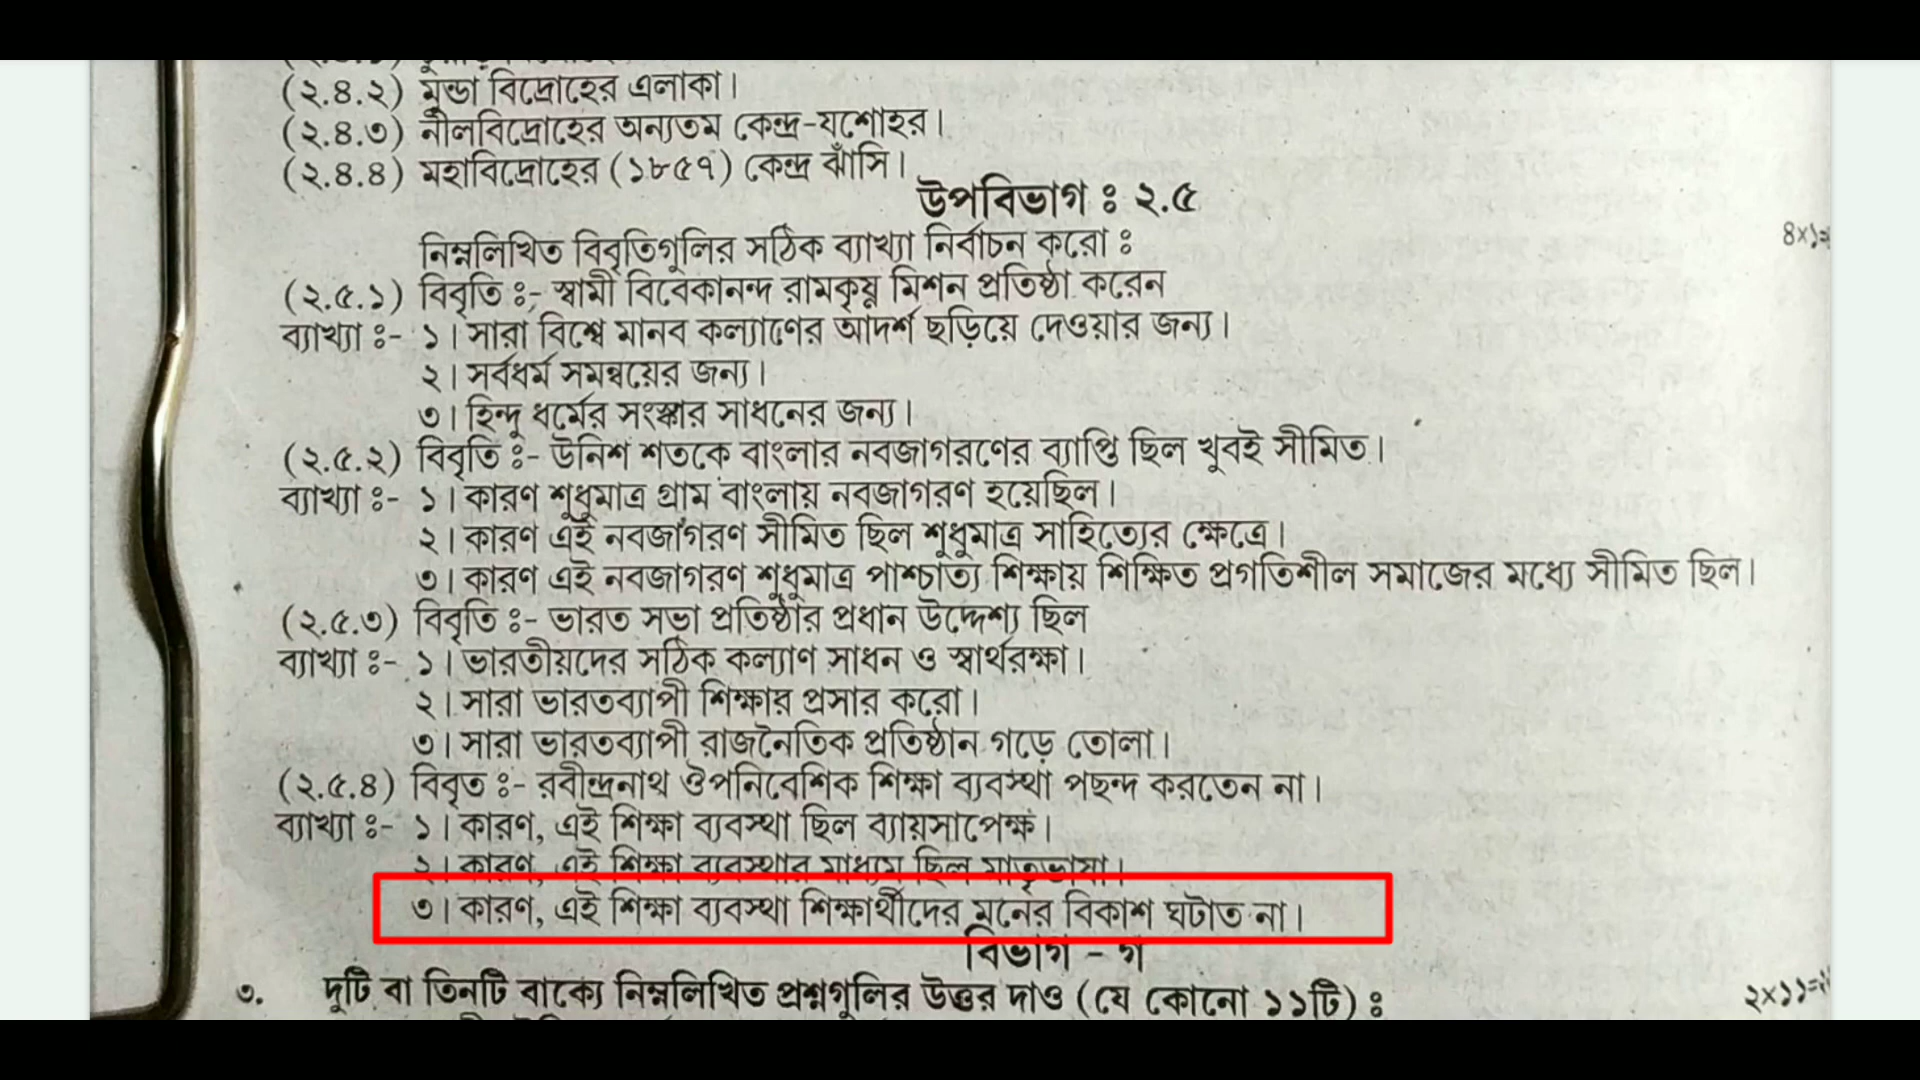 (২.৪.২) মুন্ডা বিদ্রোহের এলাকা।
(২.৪.৩) নীলবিদ্রোহের অন্যতম কেন্দ্র-যশোহর।
(২.৪.৪) মহাবিদ্রোহের (১৮৫৭) কেন্দ্র ঝাঁসি।
উপবিভাগ ঃ ২.৫
নিম্নলিখিত বিবৃতিগুলির সঠিক ব্যাখ্যা নির্বাচন করো ঃ ৪×১=
(২.৫.১) বিবৃতি ঃ- স্বামী বিবেকানন্দ রামকৃষ্ণ মিশন প্রতিষ্ঠা করেন
ব্যাখ্যা ঃ- ১। সারা বিশ্বে মানব কল্যাণের আদর্শ ছড়িয়ে দেওয়ার জন্য।
২। সর্বধর্ম সমন্বয়ের জন্য।
৩। হিন্দু ধর্মের সংস্কার সাধনের জন্য।
(২.৫.২) বিবৃতি ঃ- উনিশ শতকে বাংলার নবজাগরণের ব্যাপ্তি ছিল খুবই সীমিত।
ব্যাখ্যা ঃ- ১। কারণ শুধুমাত্র গ্রাম বাংলায় নবজাগরণ হয়েছিল।
২। কারণ এই নবজাগরণ সীমিত ছিল শুধুমাত্র সাহিত্যের ক্ষেত্রে।
৩। কারণ এই নবজাগরণ শুধুমাত্র পাশ্চাত্য শিক্ষায় শিক্ষিত প্রগতিশীল সমাজের মধ্যে সীমিত ছিল।
(২.৫.৩) বিবৃতি ঃ- ভারত সভা প্রতিষ্ঠার প্রধান উদ্দেশ্য ছিল
ব্যাখ্যা ঃ- ১। ভারতীয়দের সঠিক কল্যাণ সাধন ও স্বার্থরক্ষা।
২। সারা ভারতব্যাপী শিক্ষার প্রসার করো।
৩। সারা ভারতব্যাপী রাজনৈতিক প্রতিষ্ঠান গড়ে তোলা।
(২.৫.৪) বিবৃত ঃ- রবীন্দ্রনাথ ঔপনিবেশিক শিক্ষা ব্যবস্থা পছন্দ করতেন না।
ব্যাখ্যা ঃ- ১। কারণ, এই শিক্ষা ব্যবস্থা ছিল ব্যায়সাপেক্ষ।
২। কারণ, এই শিক্ষা ব্যবস্থার মাধ্যম ছিল মাতৃভাষা।
৩। কারণ, এই শিক্ষা ব্যবস্থা শিক্ষার্থীদের মনের বিকাশ ঘটাত না।
বিভাগ - গ
৩. দুটি বা তিনটি বাক্যে নিম্নলিখিত প্রশ্নগুলির উত্তর দাও (যে কোনো ১১টি) ঃ ২×১১=